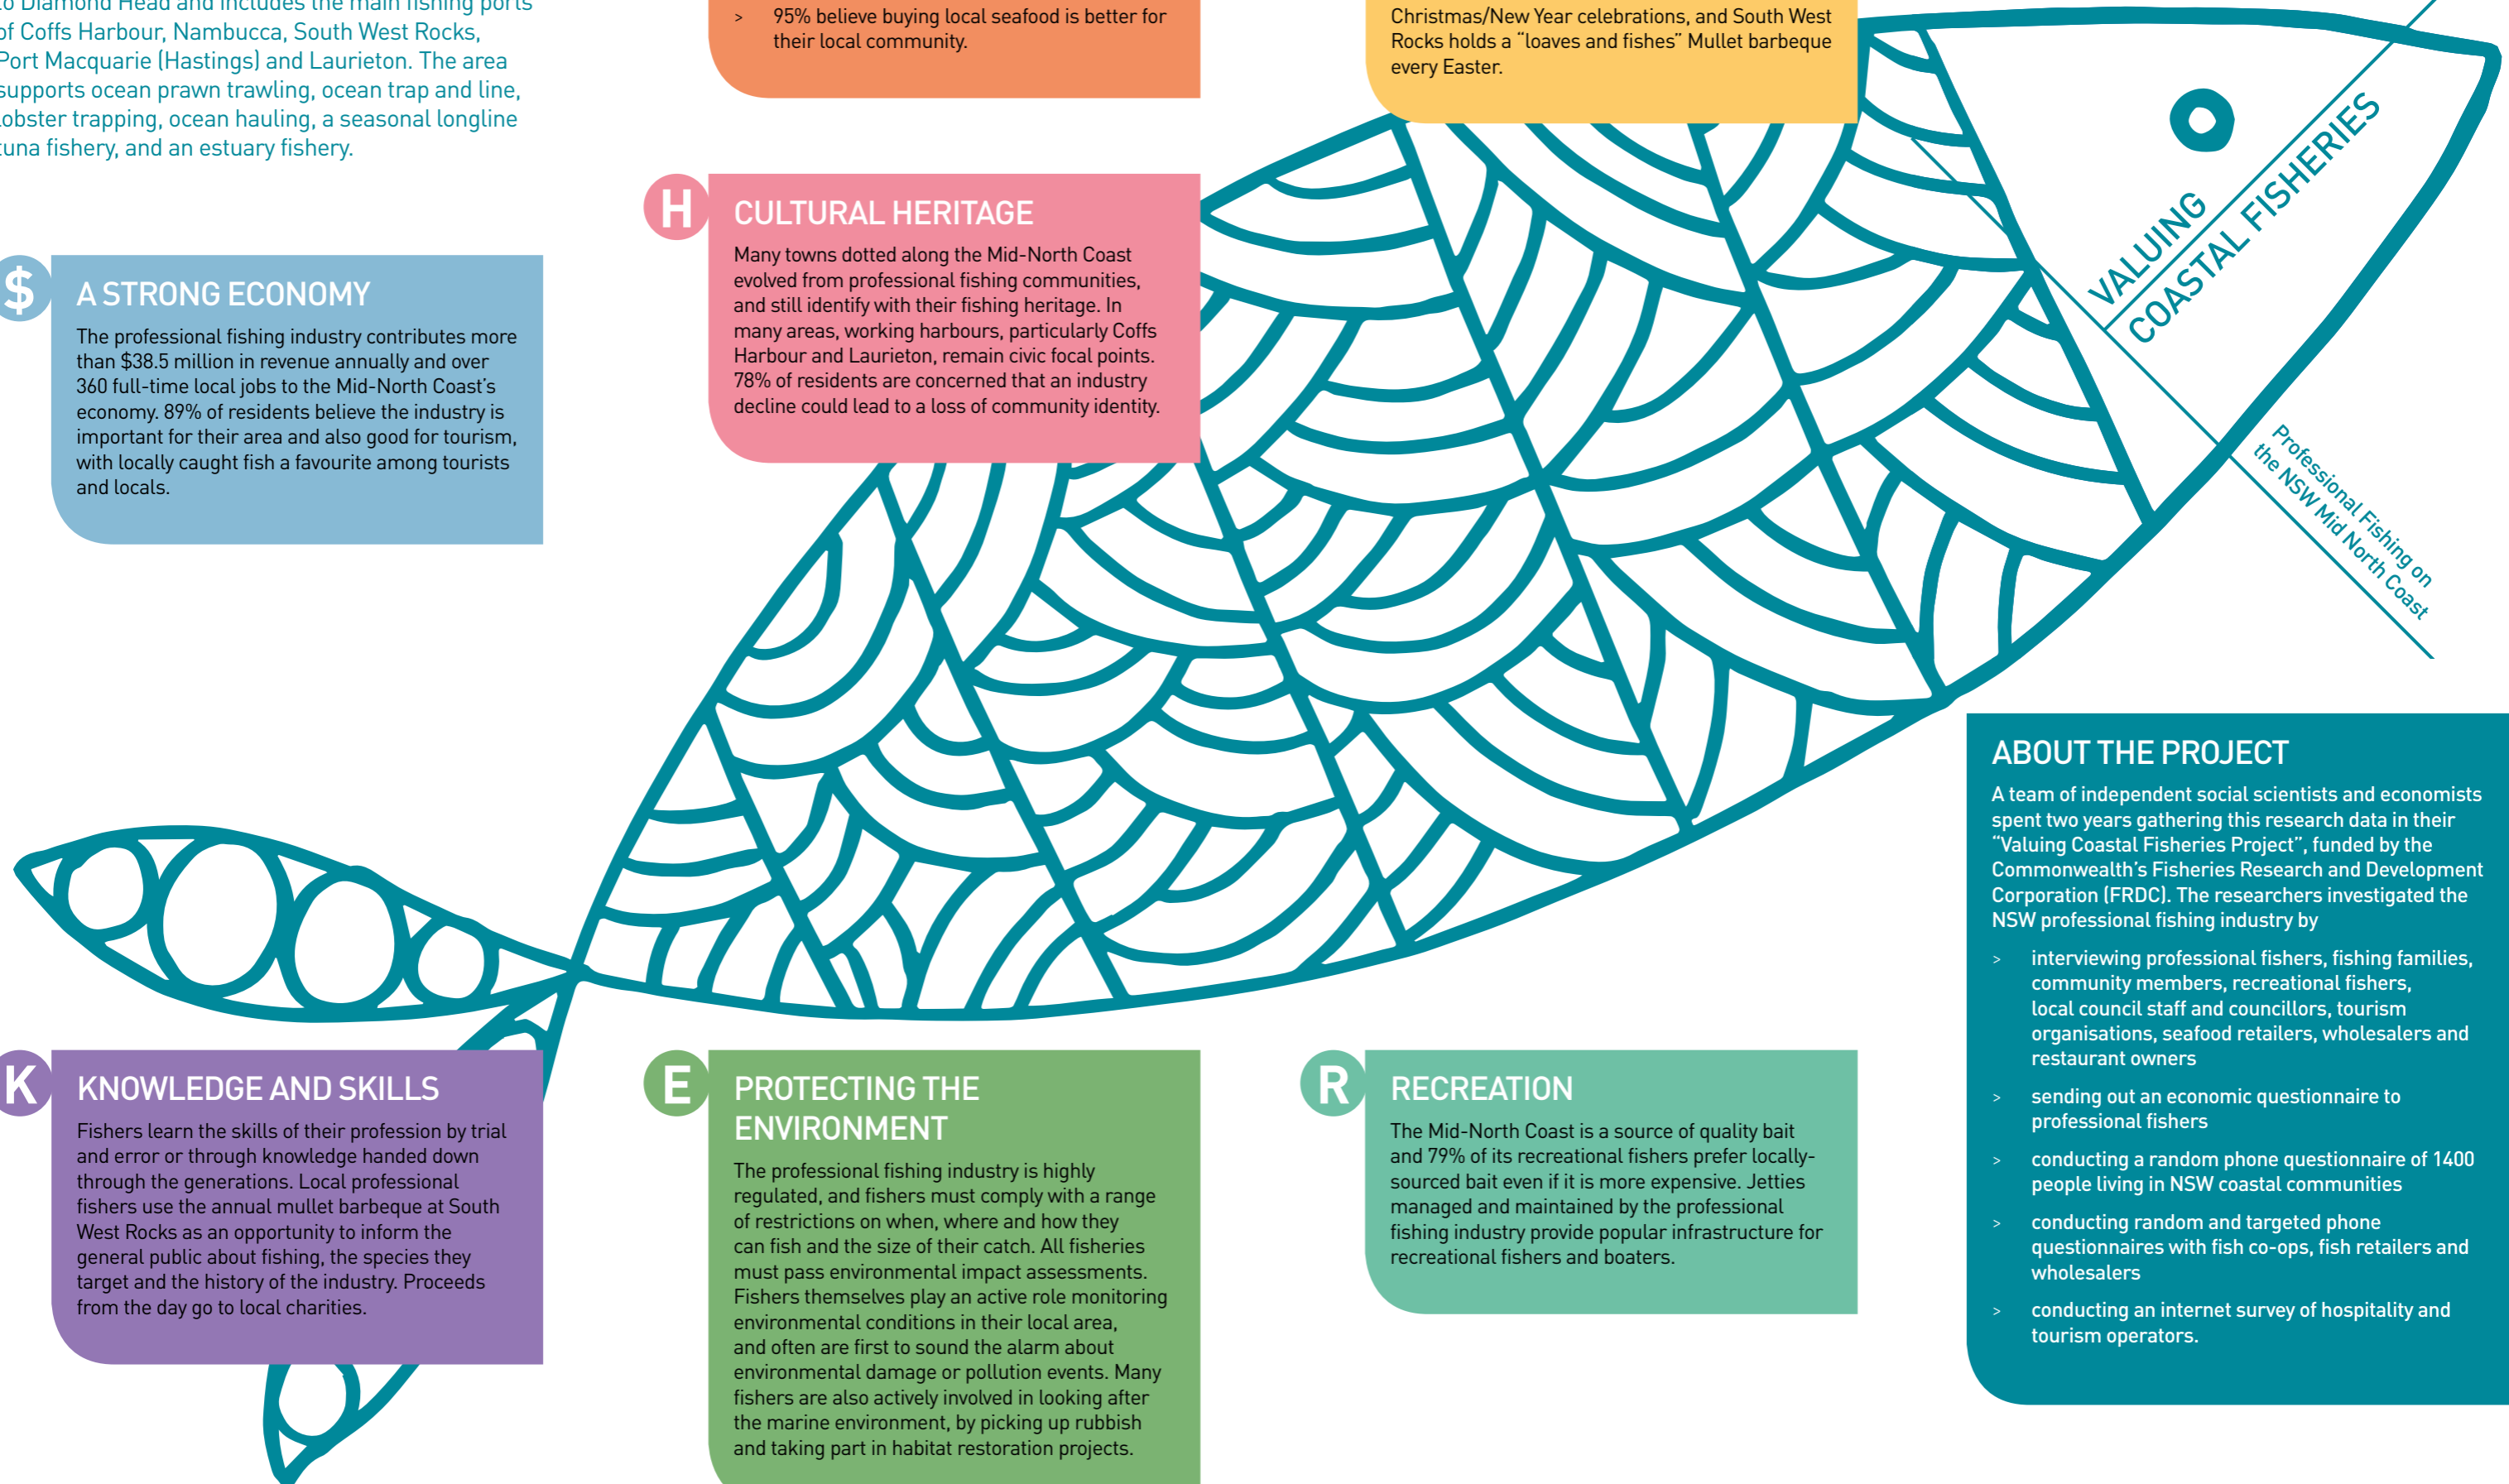 to Diamond Head and includes the main fishing ports
of Coffs Harbour, Nambucca, South West Rocks,
Port Macquarie (Hastings) and Laurieton. The area
supports ocean prawn trawling, ocean trap and line,
lobster trapping, ocean hauling, a seasonal longline
tuna fishery, and an estuary fishery.
> 95% believe buying local seafood is better for
their local community.
Christmas/New Year celebrations, and South West
Rocks holds a “loaves and fishes” Mullet barbeque
every Easter.
VALUING
COASTAL FISHERIES
Professional Fishing on
the NSW Mid North Coast
$
A STRONG ECONOMY
The professional fishing industry contributes more
than $38.5 million in revenue annually and over
360 full-time local jobs to the Mid-North Coast’s
economy. 89% of residents believe the industry is
important for their area and also good for tourism,
with locally caught fish a favourite among tourists
and locals.
H
CULTURAL HERITAGE
Many towns dotted along the Mid-North Coast
evolved from professional fishing communities,
and still identify with their fishing heritage. In
many areas, working harbours, particularly Coffs
Harbour and Laurieton, remain civic focal points.
78% of residents are concerned that an industry
decline could lead to a loss of community identity.
K
KNOWLEDGE AND SKILLS
Fishers learn the skills of their profession by trial
and error or through knowledge handed down
through the generations. Local professional
fishers use the annual mullet barbeque at South
West Rocks as an opportunity to inform the
general public about fishing, the species they
target and the history of the industry. Proceeds
from the day go to local charities.
E
PROTECTING THE
ENVIRONMENT
The professional fishing industry is highly
regulated, and fishers must comply with a range
of restrictions on when, where and how they
can fish and the size of their catch. All fisheries
must pass environmental impact assessments.
Fishers themselves play an active role monitoring
environmental conditions in their local area,
and often are first to sound the alarm about
environmental damage or pollution events. Many
fishers are also actively involved in looking after
the marine environment, by picking up rubbish
and taking part in habitat restoration projects.
R
RECREATION
The Mid-North Coast is a source of quality bait
and 79% of its recreational fishers prefer locally-
sourced bait even if it is more expensive. Jetties
managed and maintained by the professional
fishing industry provide popular infrastructure for
recreational fishers and boaters.
ABOUT THE PROJECT
A team of independent social scientists and economists
spent two years gathering this research data in their
“Valuing Coastal Fisheries Project”, funded by the
Commonwealth’s Fisheries Research and Development
Corporation (FRDC). The researchers investigated the
NSW professional fishing industry by
> interviewing professional fishers, fishing families,
community members, recreational fishers,
local council staff and councillors, tourism
organisations, seafood retailers, wholesalers and
restaurant owners
> sending out an economic questionnaire to
professional fishers
> conducting a random phone questionnaire of 1400
people living in NSW coastal communities
> conducting random and targeted phone
questionnaires with fish co-ops, fish retailers and
wholesalers
> conducting an internet survey of hospitality and
tourism operators.